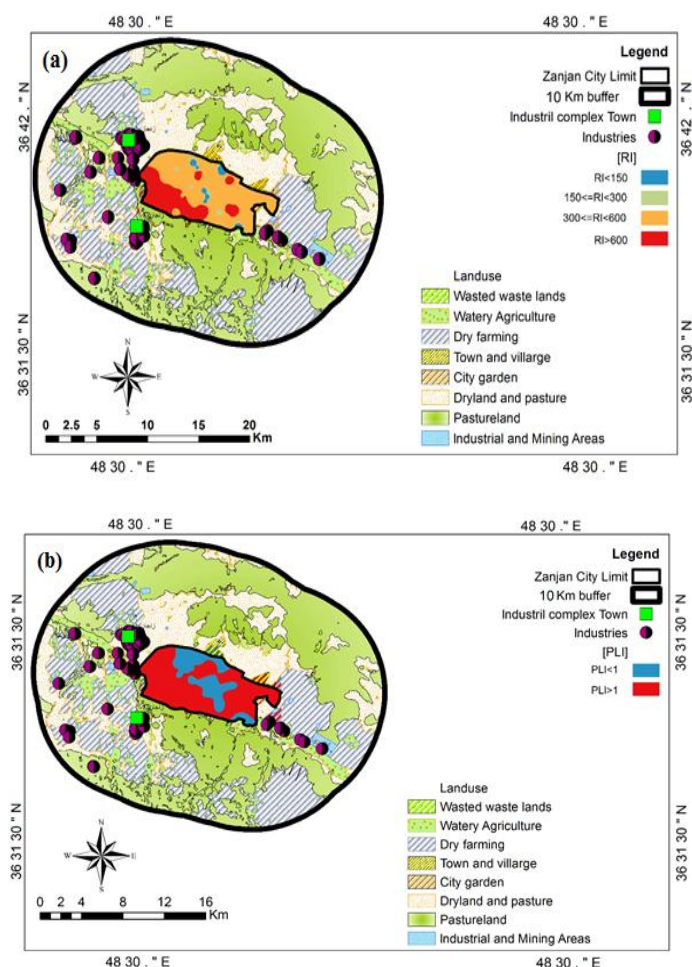 48 30 . " E 48 30 . " E
(a)
Legend
Zanjan City Limit
10 Km buffer
Industril complex Town
Industries
[RI]
RI<150
150<=RI<300
300<=RI<600
RI>600
Landuse
Wasted waste lands
Watery Agriculture
Dry farming
Town and villarge
City garden
Dryland and pasture
Pastureland
Industrial and Mining Areas
36 42 . " N 36 42 . " N
36 31 30 " N 36 31 30 " N
N
W E
S
0 2.5 5 10 15 20
Km
48 30 . " E 48 30 . " E
48 30 . " E 48 30 . " E
(b)
Legend
Zanjan City Limit
10 Km buffer
Industril complex Town
Industries
[PLI]
PLI<1
PLI>1
Landuse
Wasted waste lands
Watery Agriculture
Dry farming
Town and villarge
City garden
Dryland and pasture
Pastureland
Industrial and Mining Areas
36 31 30 " N 36 31 30 " N
36 31 30 " N 36 31 30 " N
N
W E
S
0 2 4 8 12 16
Km
48 30 . " E 48 30 . " E